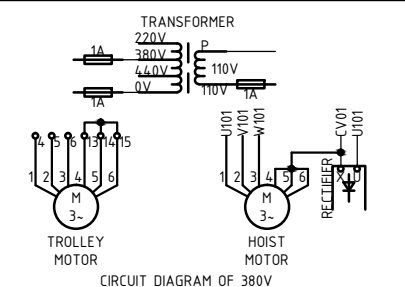 TRANSFORMER
220V
1A
380V
P
440V
110V
0V
110V
1A
1A
U101
V101
W101
CV01
U101
4
5
6
13
14
15
1
2
3
4
5
6
1
2
3
4
5
6
X
U
RECTIFIER
M
3~
M
3~
TROLLEY
MOTOR
HOIST
MOTOR
CIRCUIT DIAGRAM OF 380V